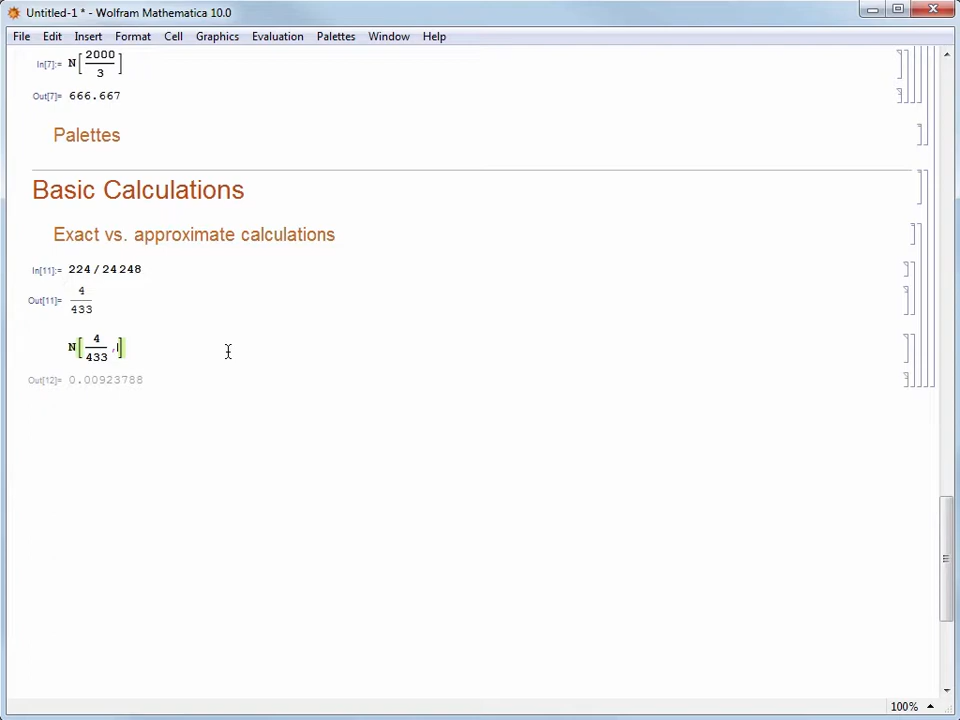 Untitled-1 * - Wolfram Mathematica 10.0
File Edit Insert Format Cell Graphics Evaluation Palettes Window Help
In[7]:= N[2000/3]
Out[7]= 666.667
Palettes
Basic Calculations
Exact vs. approximate calculations
In[11]:= 224/24248
Out[11]= 4/433
N[4/433,]
Out[12]= 0.00923788
100%